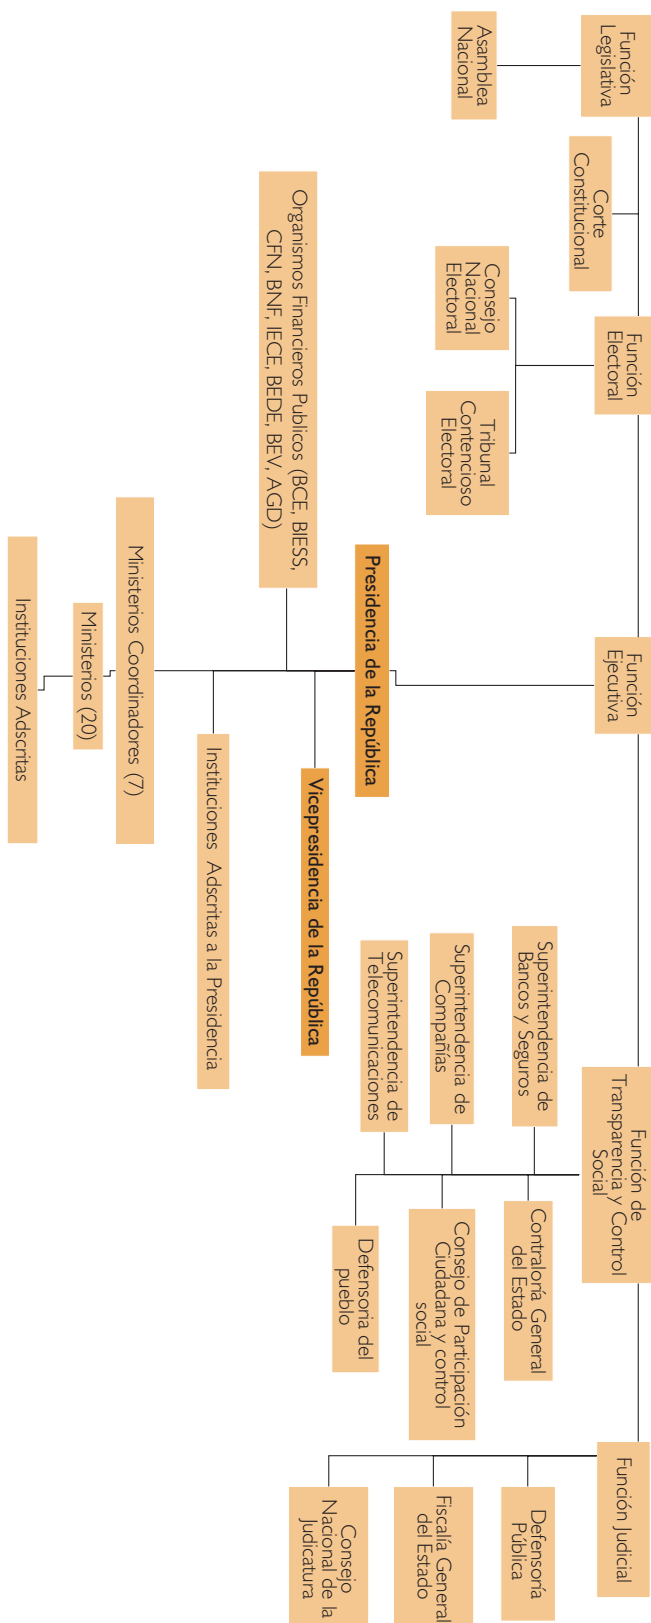 Función
Legislativa
Asamblea
Nacional
Corte
Constitucional
Función
Electoral
Consejo
Nacional
Electoral
Tribunal
Contencioso
Electoral
Función
Ejecutiva
Presidencia de la República
Vicepresidencia de la República
Organismos Financieros Publicos (BCE, BIESS,
CFN, BNF, IECE, BEDE, BEV, AGD)
Instituciones Adscritas a la Presidencia
Ministerios Coordinadores (7)
Ministerios (20)
Instituciones Adscritas
Función de
Transparencia y Control
Social
Superintendencia de
Bancos y Seguros
Contraloría General
del Estado
Superintendencia de
Compañías
Consejo de Participación
Ciudadana y control
social
Superintendencia de
Telecomunicaciones
Defensoria del
pueblo
Función Judicial
Defensoría
Pública
Fiscalía General
del Estado
Consejo
Nacional de la
Judicatura